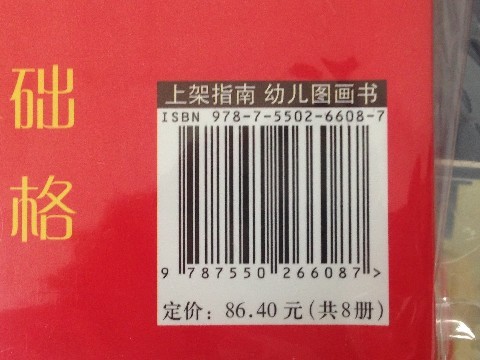 础
格
上架指南 幼儿图画书
ISBN 978-7-5502-6608-7
9 787550 266087 >
定价：86.40元(共8册)